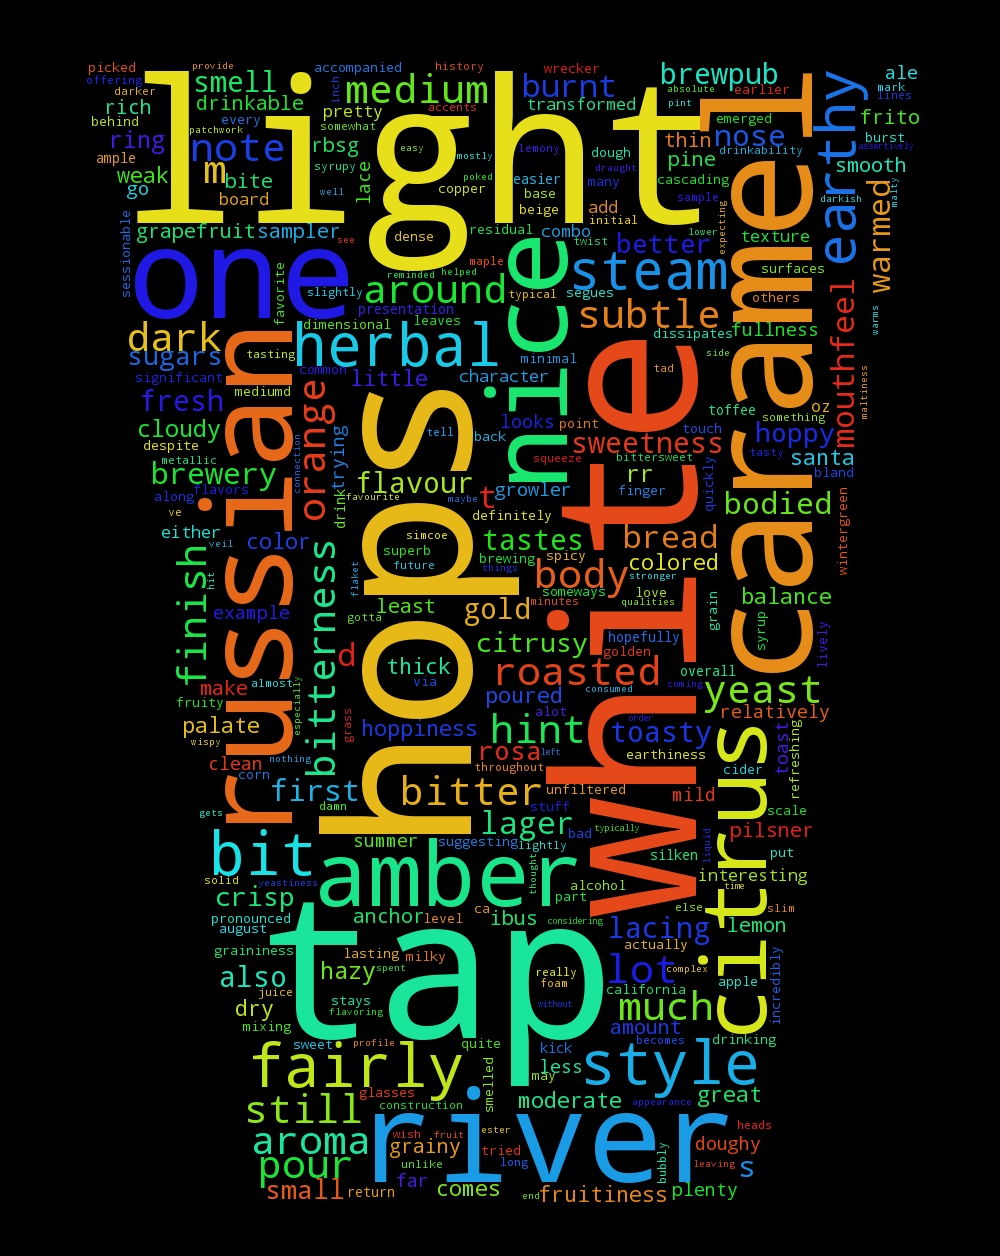 picked
provide
accompanied
history
wrecker
brewpub
ale
offering
smell
light
medium
burnt
earlier
mark
darker
inch
absolute
lines
rich
drinkable
pretty
accents
transformed
pint
frito
behind
every
somewhat
emerged
ring
patchwork
note
rbsg
easy
lemony
thin
nose
burst
ample
m
syrupy
mostly
dough
pine
drinkability
assertively
weak
bite
lace
poked
draught
cascading
smooth
go
board
well
copper
easier
many
sample
darkish
malty
base
beige
add
initial
earthy
warmed
grapefruit
sampler
see
dense
residual
combo
lower
expecting
texture
sessionable
one
maple
twist
better
surfaces
reminded
helped
steam
favorite
slightly
around
typical
segues
others
presentation
subtle
dark
dimensional
leaves
dissipates
fullness
warms
sugars
tasting
herbal
nice
minimal
side
caramel
significant
common
little
character
tad
mouthfeel
maltiness
fresh
mediumd
looks
white
toffee
oz
something
cloudy
orange
tell
back
point
touch
hoppy
despite
russian
connection
trying
sweetness
tasty
santa
metallic
squeeze
bittersweet
brewery
flavour
rr
bland
along
flavors
drink
favourite
maybe
t
growler
finger
quickly
bodied
ve
definitely
wintergreen
either
simcoe
tastes
bread
veil
color
superb
spicy
brewing
colored
finish
hit
bitterness
flaket
future
hops
things
body
stronger
someways
love
balance
example
least
gold
minutes
qualities
grain
gotta
citrusy
hopefully
syrup
lively
d
golden
thick
roasted
overall
make
almost
via
consumed
coming
yeast
fruity
especially
poured
palate
grass
hoppiness
alot
order
relatively
wispy
hint
toasty
toast
refreshing
clean
nothing
rosa
left
earthiness
corn
throughout
cider
first
bitter
unfiltered
mild
gets
damn
stuff
scale
lager
bad
typically
pilsner
bit
summer
suggesting
lightly
liquid
silken
put
solid
yeastiness
amber
thought
alcohol
interesting
time
crisp
part
citrus
pronounced
anchor
level
ca
ibus
considering
else
slim
august
lacing
lemon
graininess
lasting
milky
actually
also
hazy
spent
tap
really
foam
lot
complex
apple
incredibly
juice
stays
flavoring
without
california
dry
much
mixing
amount
sweet
profile
quite
kick
becomes
drinking
fairly
smelled
may
less
style
glasses
still
construction
moderate
appearance
great
aroma
wish
fruit
river
ester
heads
grainy
tried
doughy
pour
unlike
long
bubbly
leaving
s
small
return
far
comes
end
fruitiness
plenty